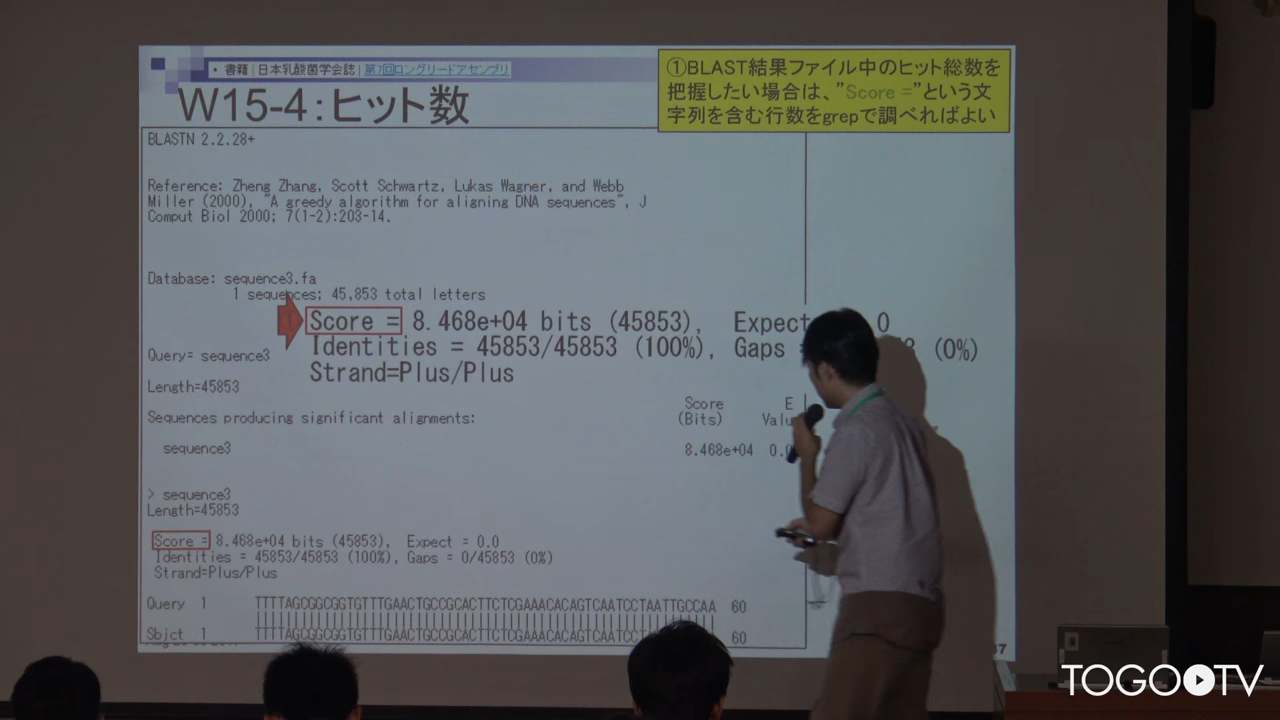 ・書籍 | 日本乳酸菌学会誌 | 第7回ロングリードアセンブリ
W15-4：ヒット数
①BLAST結果ファイル中のヒット総数を
把握したい場合は、"Score ="という文
字列を含む行数をgrepで調べればよい
BLASTN 2.2.28+
Reference: Zheng Zhang, Scott Schwartz, Lukas Wagner, and Webb
Miller (2000), "A greedy algorithm for aligning DNA sequences", J
Comput Biol 2000; 7(1-2):203-14.
Database: sequence3.fa
1 sequences; 45,853 total letters
Score = 8.468e+04 bits (45853), Expect 0
Identities = 45853/45853 (100%), Gaps = (0%)
Strand=Plus/Plus
Query= sequence3
Length=45853
Score E
Sequences producing significant alignments: (Bits) Valu
sequence3 8.468e+04 0.0
> sequence3
Length=45853
Score = 8.468e+04 bits (45853), Expect = 0.0
Identities = 45853/45853 (100%), Gaps = 0/45853 (0%)
Strand=Plus/Plus
Query 1 TTTTAGCGGCGGTGTTTGAACTGCCGCACTTCTCGAAACACAGTCAATCCTAATTGCCAA 60
Sbjct 1 60
37
TOGO TV